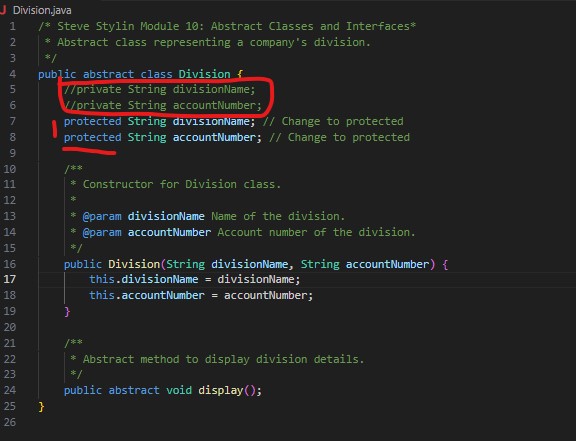 J Division.java
1 /* Steve Stylin Module 10: Abstract Classes and Interfaces*
2 * Abstract class representing a company's division.
3 */
4 public abstract class Division {
5 //private String divisionName;
6 //private String accountNumber;
7 protected String divisionName; // Change to protected
8 protected String accountNumber; // Change to protected
9
10 /**
11 * Constructor for Division class.
12 *
13 * @param divisionName Name of the division.
14 * @param accountNumber Account number of the division.
15 */
16 public Division(String divisionName, String accountNumber) {
17 this.divisionName = divisionName;
18 this.accountNumber = accountNumber;
19 }
20
21 /**
22 * Abstract method to display division details.
23 */
24 public abstract void display();
25 }
26